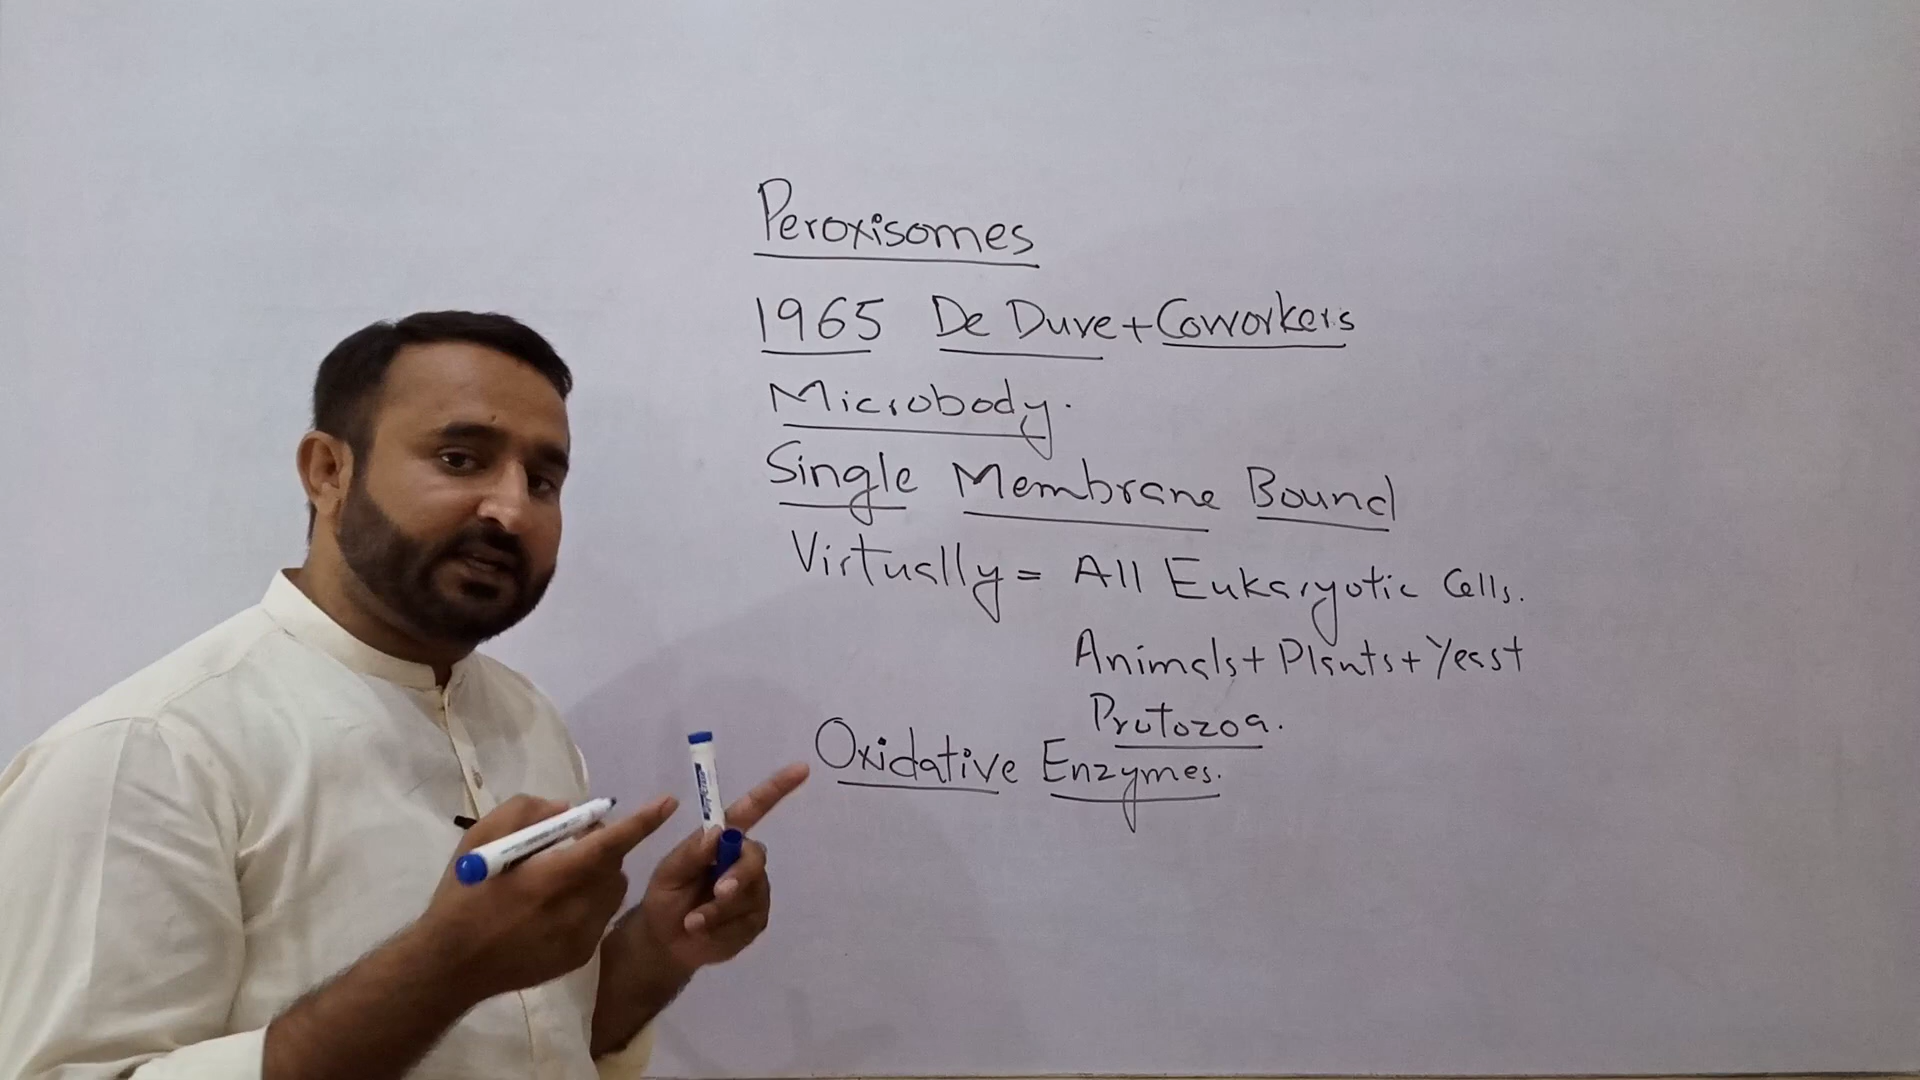 Peroxisomes
1965 De Duve + Coworkers
Microbody.
Single Membrane Bound
Virtually = All Eukaryotic Cells.
Animals + Plants + Yeast
Protozoa.
Oxidative Enzymes.